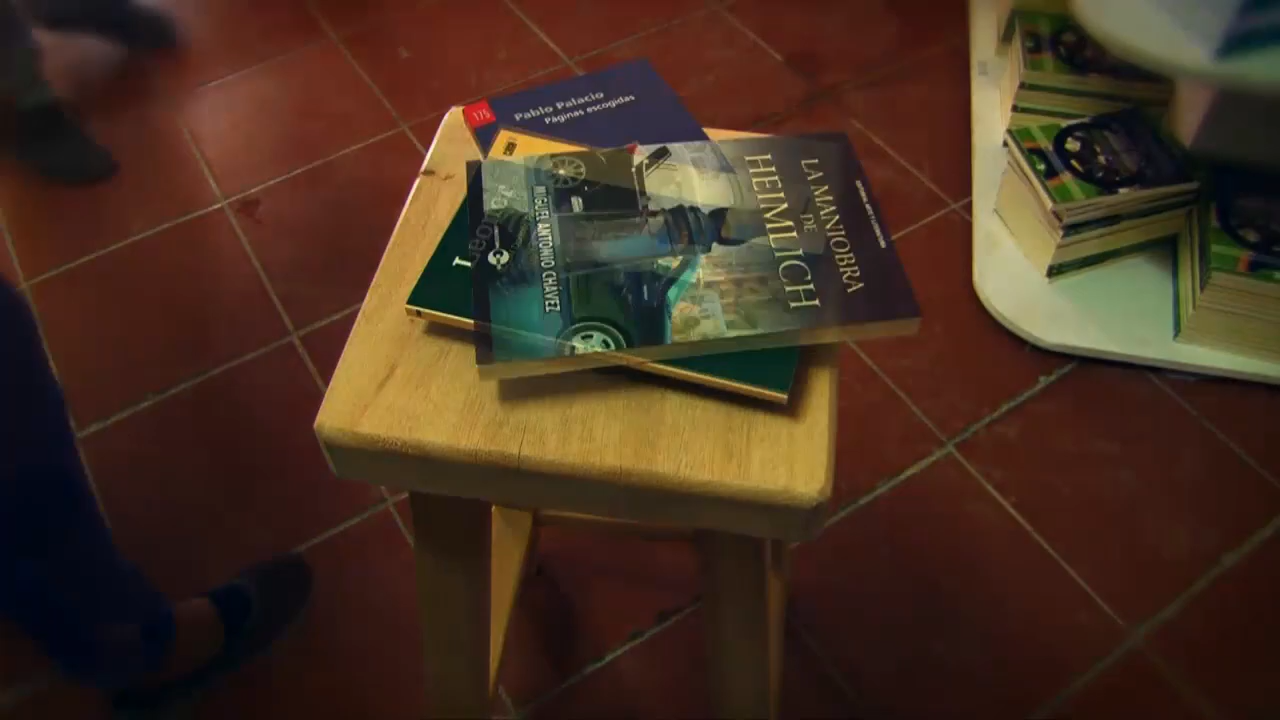 175
Pablo Palacio
Páginas escogidas
LA MANIOBRA
DE
HEIMLICH
MIGUEL ANTONIO CHÁVEZ